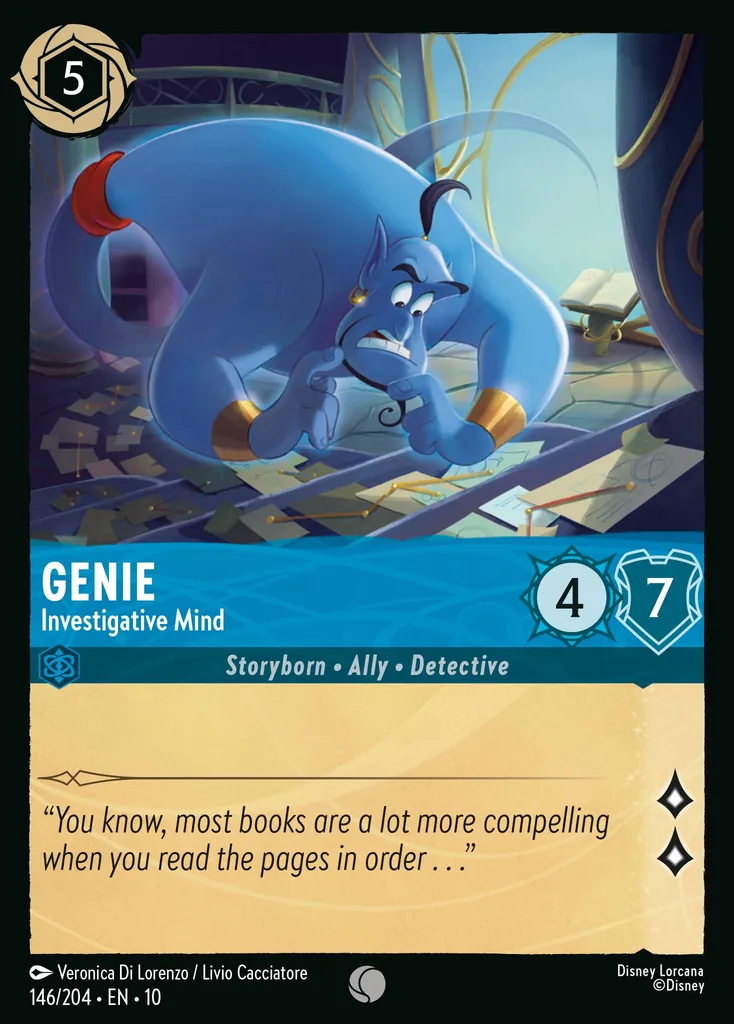 5
GENIE
Investigative Mind
4
7
Storyborn • Ally • Detective
“You know, most books are a lot more compelling
when you read the pages in order . . .”
Veronica Di Lorenzo / Livio Cacciatore
146/204 • EN • 10
Disney Lorcana
©Disney